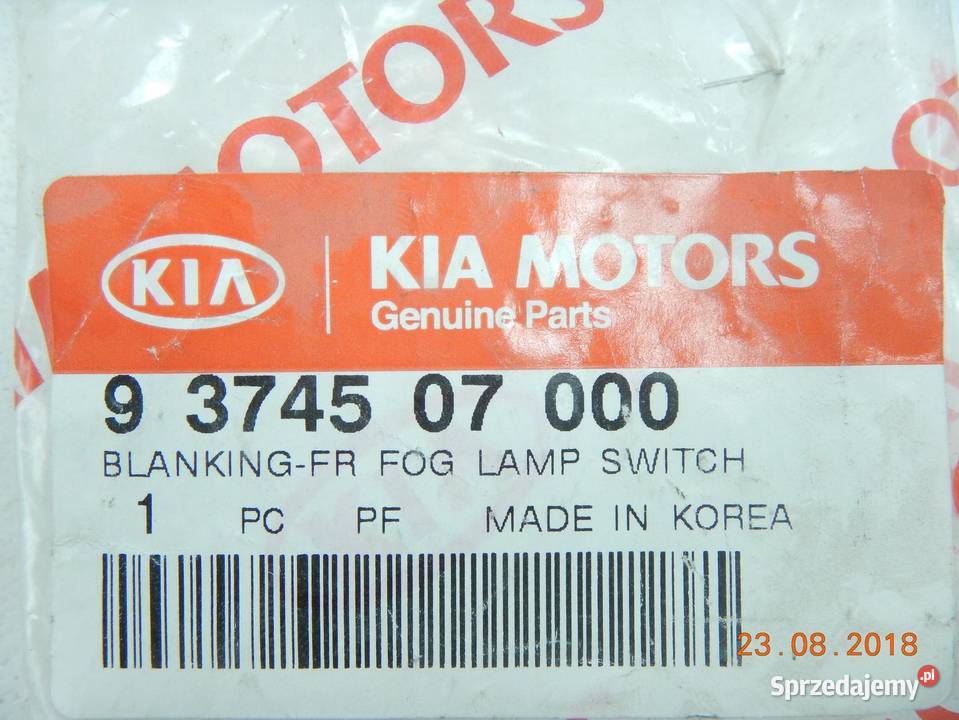 MOTORS
KIA
KIA MOTORS
Genuine Parts
9 3745 07 000
BLANKING-FR FOG LAMP SWITCH
1 PC PF MADE IN KOREA
23.08.2018
Sprzedajemy.pl